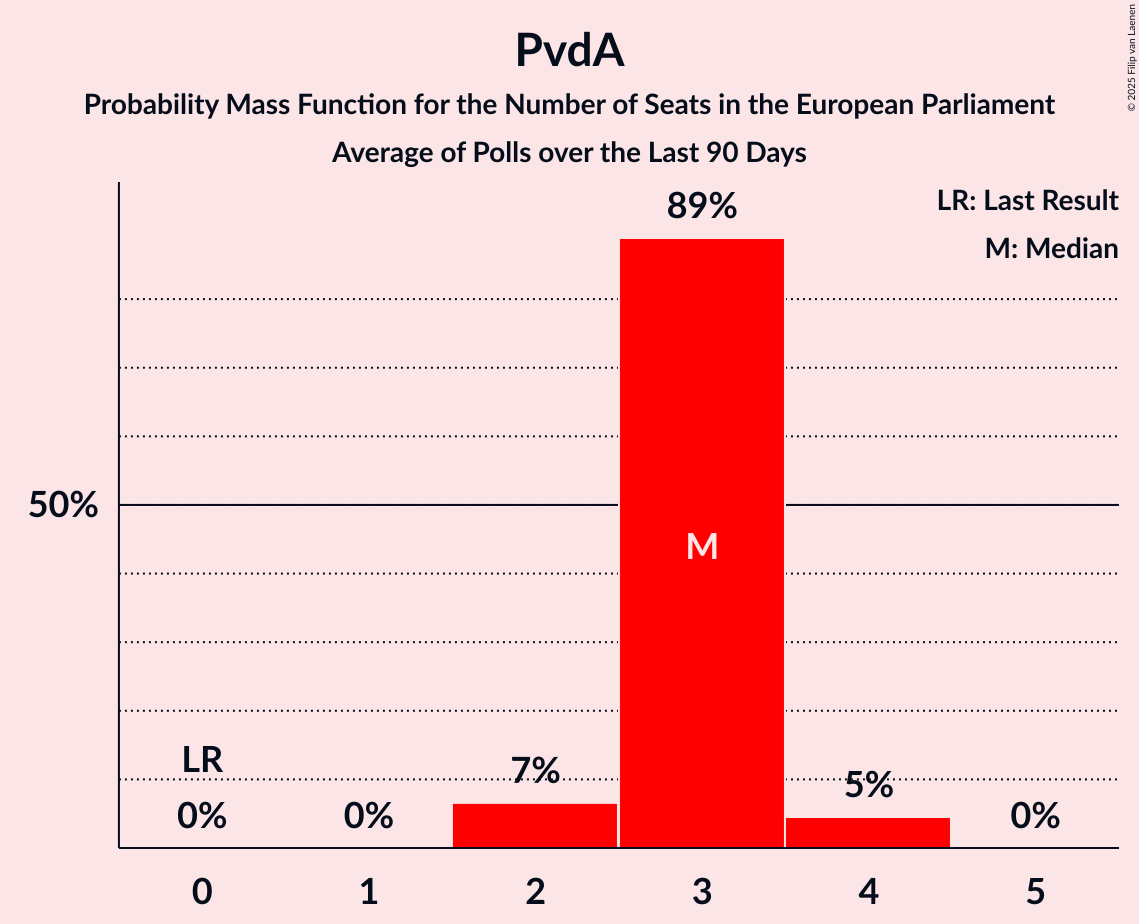 PvdA
Probability Mass Function for the Number of Seats in the European Parliament
Average of Polls over the Last 90 Days
© 2025 Filip van Laenen
LR: Last Result
M: Median
89%
50%
M
LR
0%
0%
7%
5%
0%
0
1
2
3
4
5